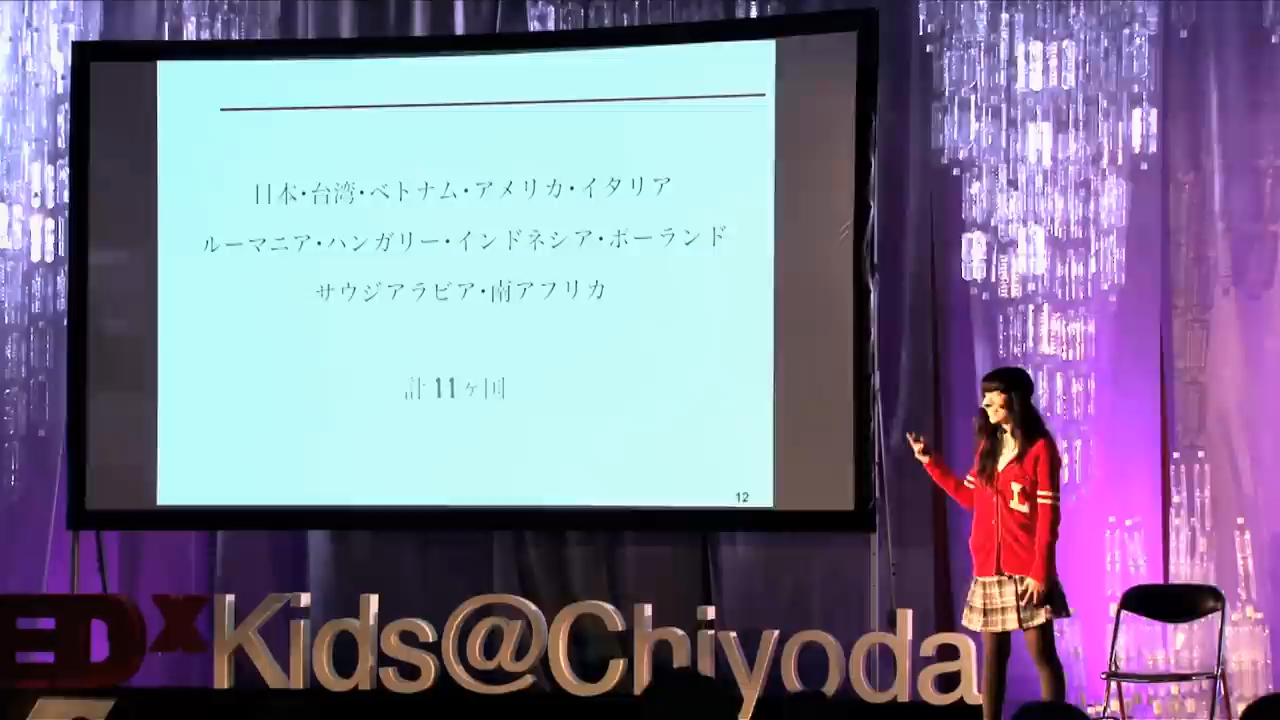 日本・台湾・ベトナム・アメリカ・イタリア
ルーマニア・ハンガリー・インドネシア・ポーランド
サウジアラビア・南アフリカ
計 11ヶ国
12
L
EDx Kids@Chiyoda